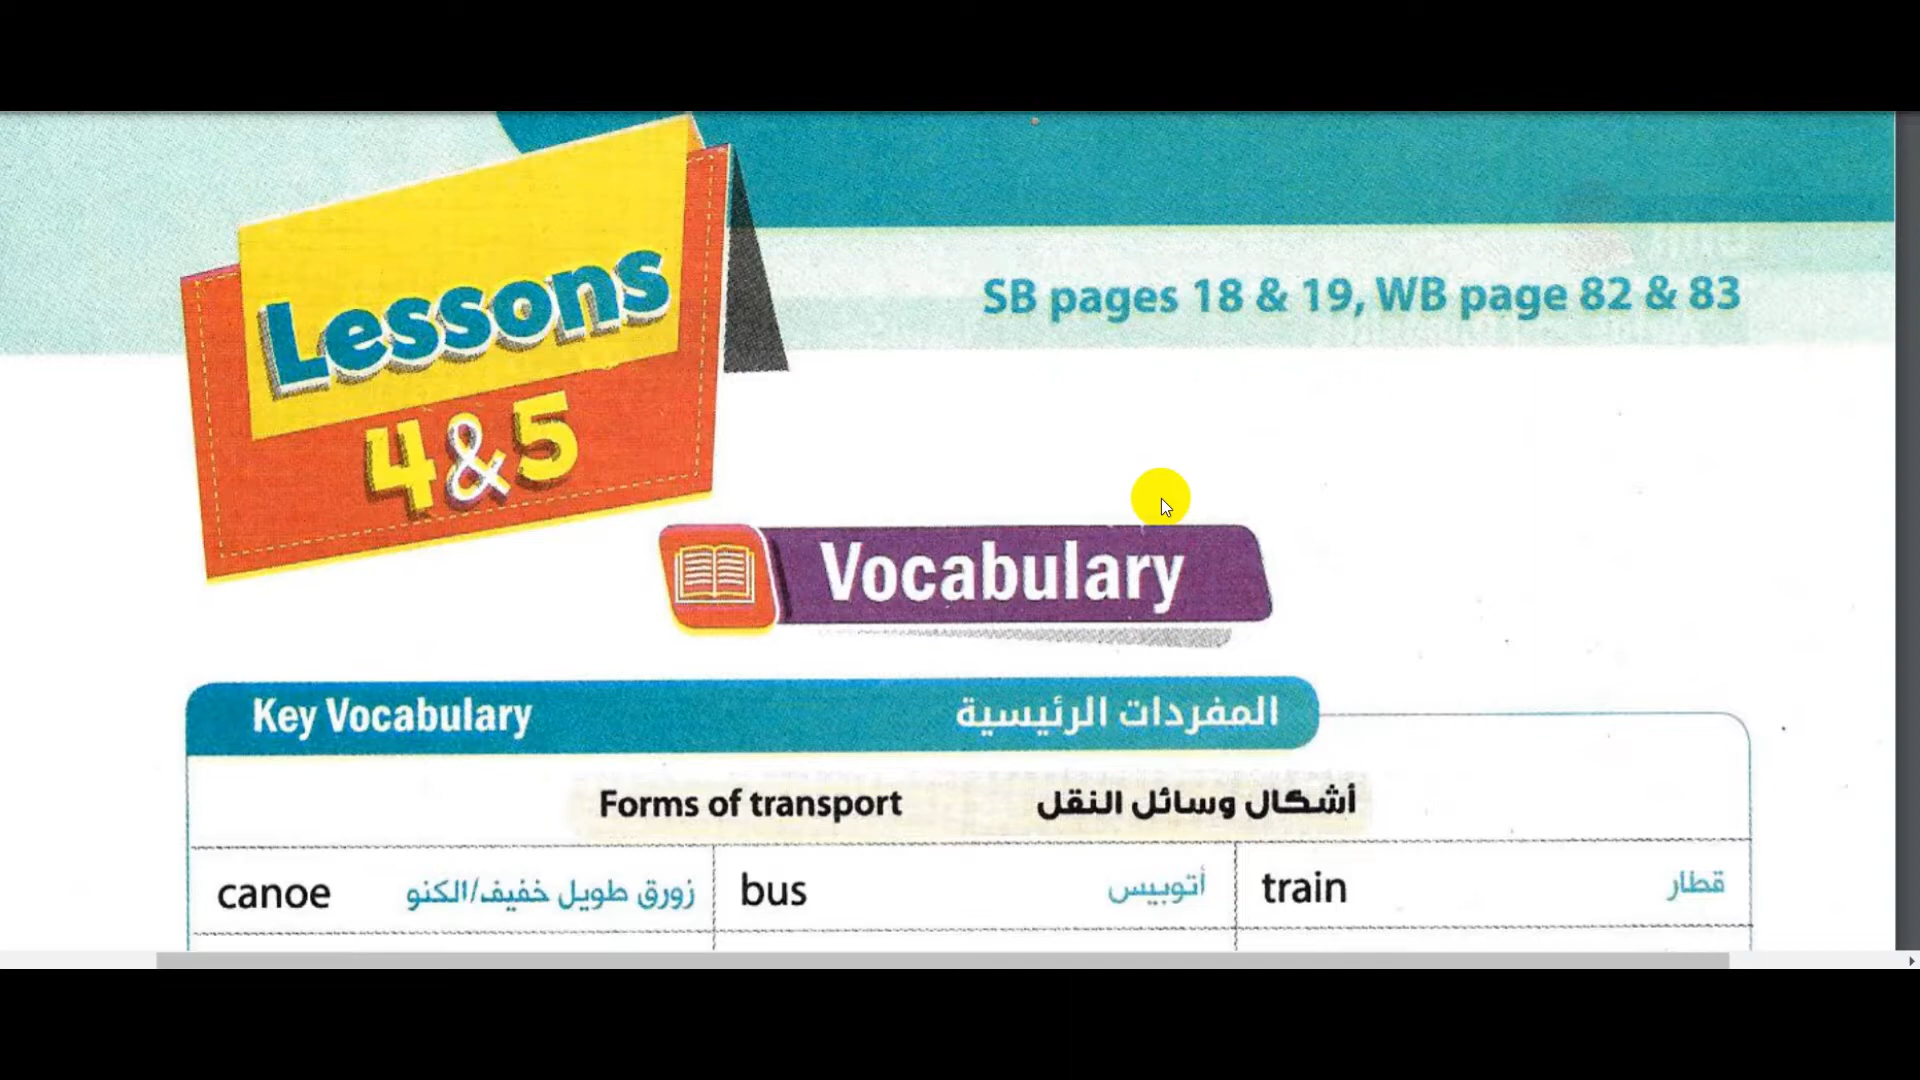 Lessons
4&5
SB pages 18 & 19, WB page 82 & 83
Vocabulary
Key Vocabulary المفردات الرئيسية
Forms of transport أشكال وسائل النقل
canoe زورق طويل خفيف/الكنو bus أتوبيس train قطار